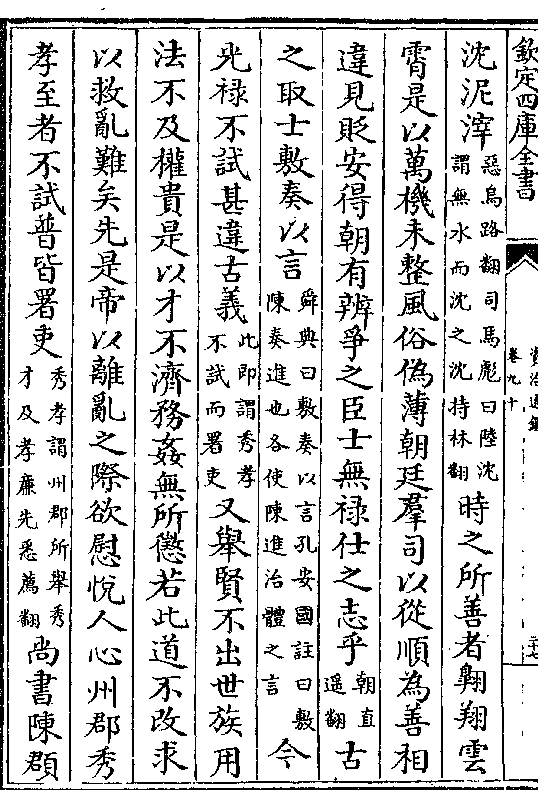 欽定四庫全書
資治通鑑
卷九十
沈泥滓惡烏路翻司馬彪曰陸沈謂無水而沈之沈持林翻時之所善者翺翔雲
霄是以萬機未整風俗偽薄朝廷羣司以從順為善相
違見貶安得朝有辨爭之臣士無祿仕之志乎朝直遥翻古
之取士敷奏以言舜典曰敷奏以言孔安國註曰敷陳奏進也各使陳進治體之言今
光祿不試甚違古義此即謂秀孝不試而署吏又舉賢不出世族用
法不及權貴是以才不濟務姦無所懲若此道不改求
以救亂難矣先是帝以離亂之際欲慰悅人心州郡秀
孝至者不試普皆署吏秀孝謂州郡所舉秀才及孝廉先悉薦翻尚書陳頵